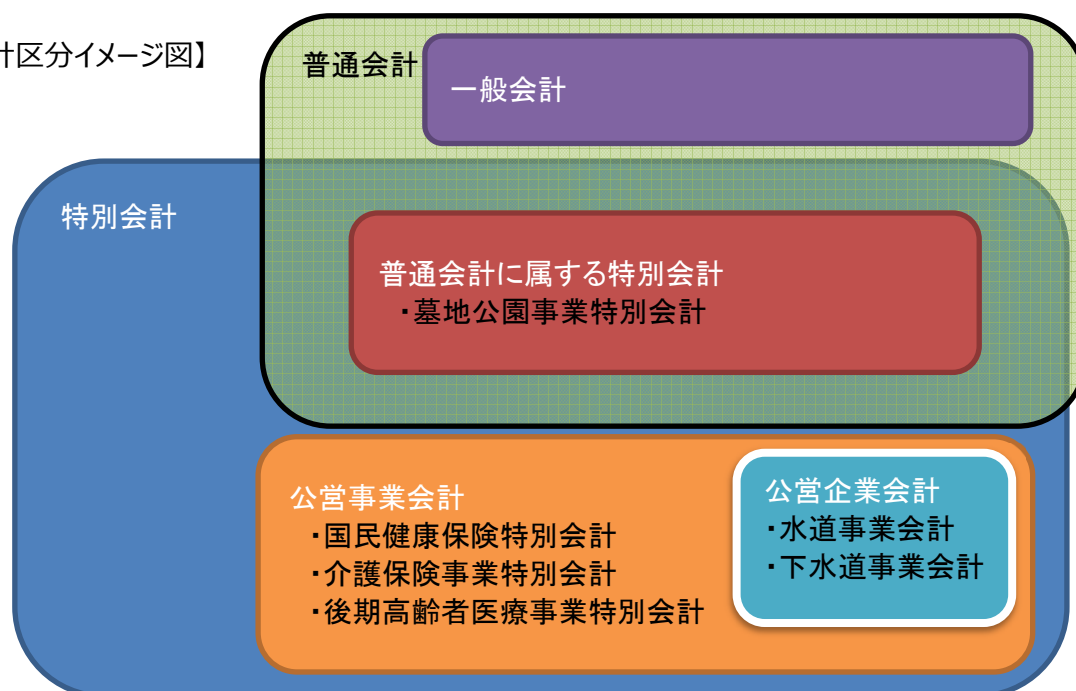 計区分イメージ図】
普通会計
一般会計
特別会計
普通会計に属する特別会計
・墓地公園事業特別会計
公営事業会計
・国民健康保険特別会計
・介護保険事業特別会計
・後期高齢者医療事業特別会計
公営企業会計
・水道事業会計
・下水道事業会計